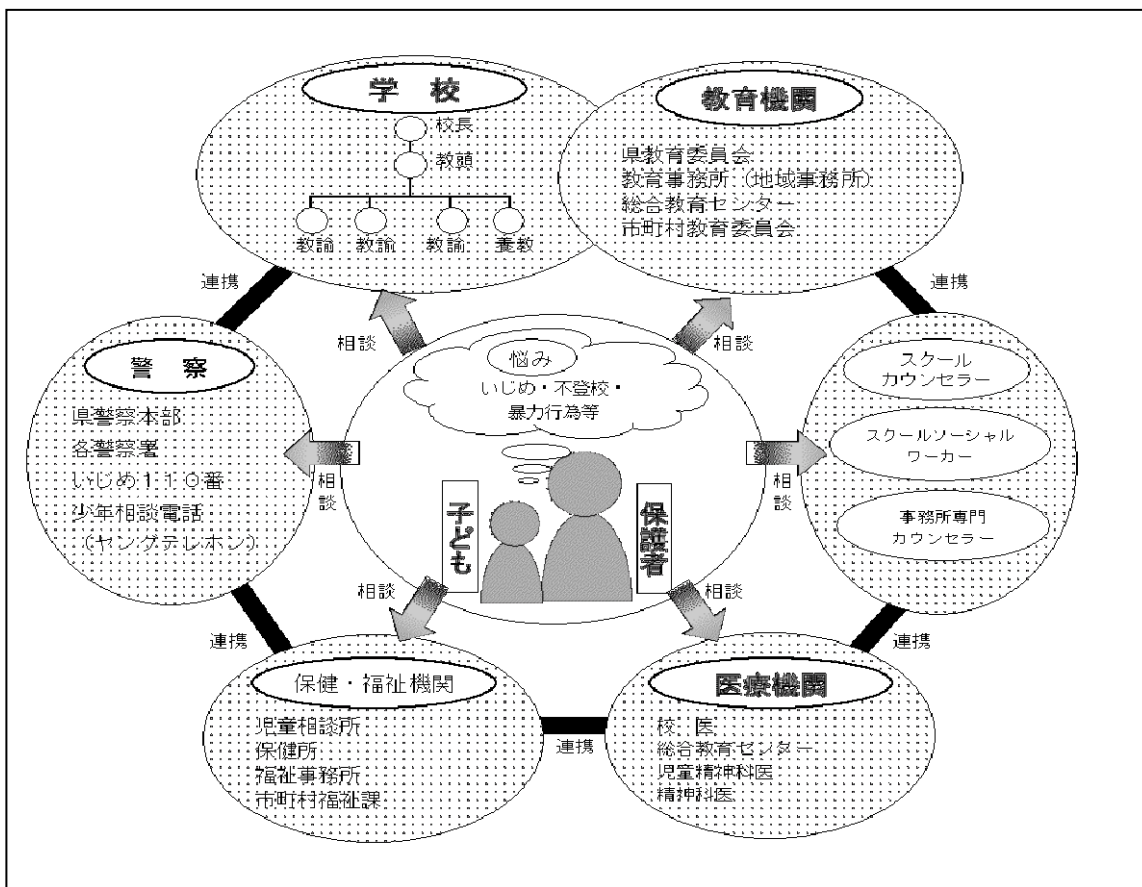 学 校
校長
教頭
教諭
教諭
教諭
養教
教育機関
県教育委員会
教育事務所（地域事務所）
総合教育センター
市町村教育委員会
連携
連携
相談
相談
悩み
いじめ・不登校・
暴力行為等
警 察
県警察本部
各警察署
いじめ１１０番
少年相談電話
（ヤングテレホン）
相談
相談
スクール
カウンセラー
スクールソーシャル
ワーカー
事務所専門
カウンセラー
子ども
保護者
相談
相談
連携
連携
保健・福祉機関
児童相談所
保健所
福祉事務所
市町村福祉課
連携
医療機関
校 医
総合教育センター
児童精神科医
精神科医